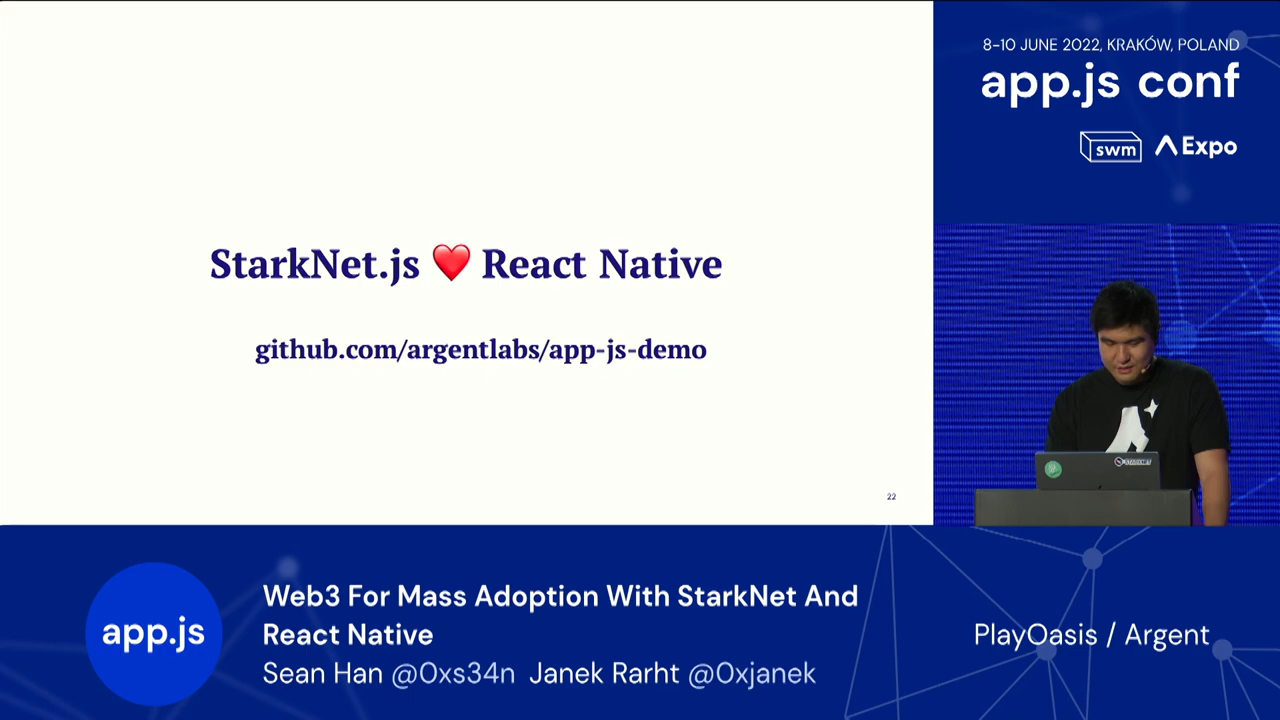 StarkNet.js ❤️ React Native
github.com/argentlabs/app-js-demo
22
8-10 JUNE 2022, KRAKÓW, POLAND
app.js conf
swm
Expo
STARKNET
app.js
Web3 For Mass Adoption With StarkNet And
React Native
Sean Han @0xs34n Janek Rarht @0xjanek
PlayOasis / Argent